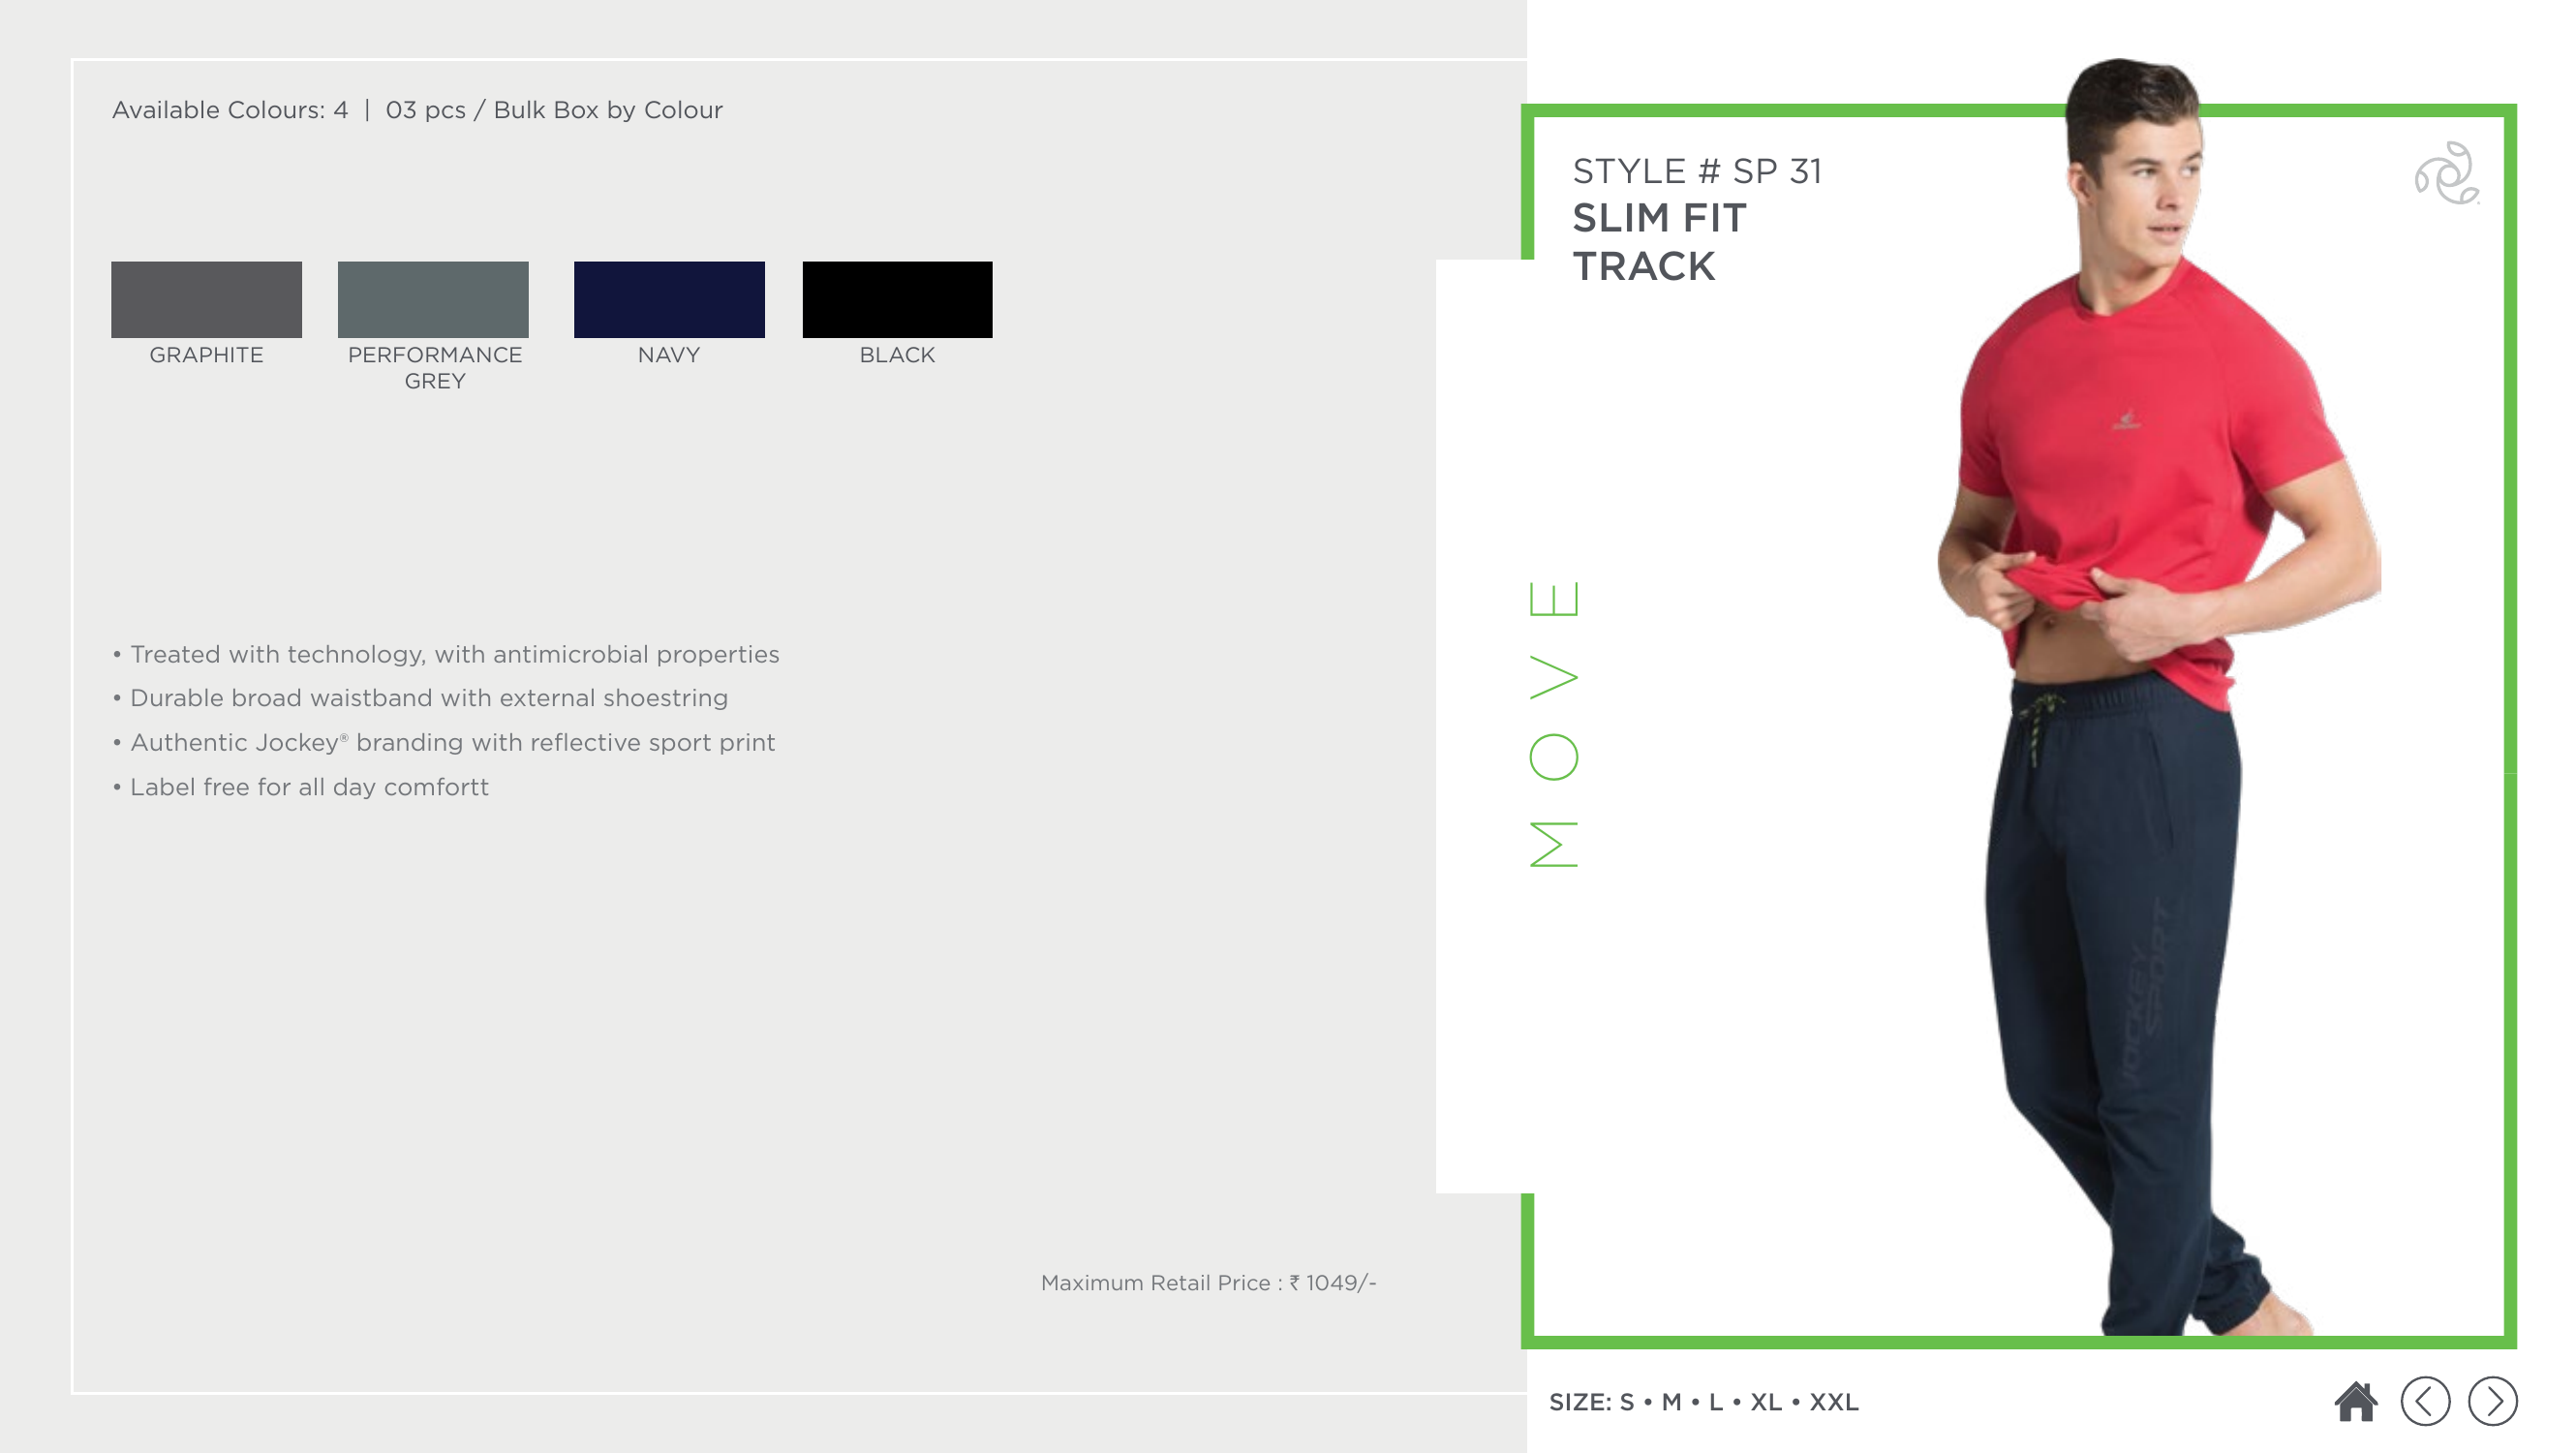 Available Colours: 4 | 03 pcs / Bulk Box by Colour
GRAPHITE
PERFORMANCE
GREY
NAVY
BLACK
• Treated with technology, with antimicrobial properties
• Durable broad waistband with external shoestring
• Authentic Jockey® branding with reflective sport print
• Label free for all day comfortt
Maximum Retail Price : ₹ 1049/-
STYLE # SP 31
SLIM FIT
TRACK
MOVE
JOCKEY
SPORT
SIZE: S • M • L • XL • XXL